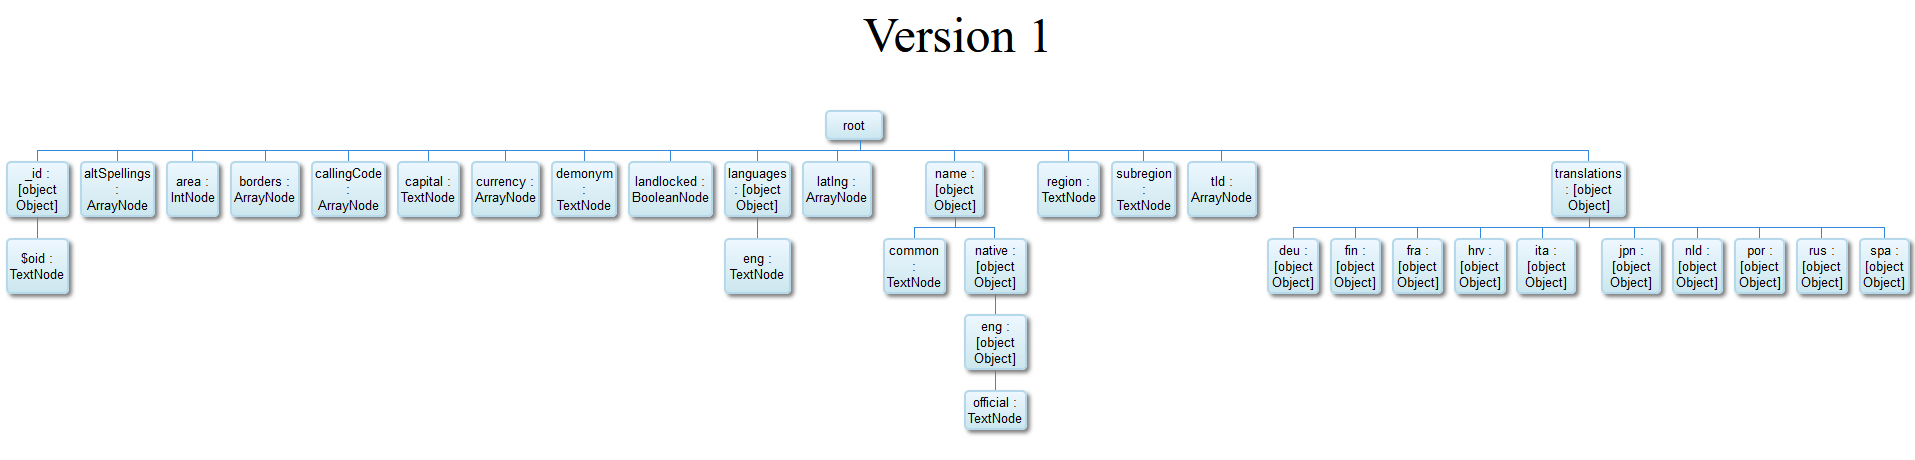 Version 1
root
_id :
[object
Object]
altSpellings
:
ArrayNode
area :
IntNode
borders :
ArrayNode
callingCode
:
ArrayNode
capital :
TextNode
currency :
ArrayNode
demonym
:
TextNode
landlocked :
BooleanNode
languages
: [object
Object]
latlng :
ArrayNode
name :
[object
Object]
region :
TextNode
subregion
:
TextNode
tld :
ArrayNode
translations
: [object
Object]
$oid :
TextNode
eng :
TextNode
common
:
TextNode
native :
[object
Object]
deu :
[object
Object]
fin :
[object
Object]
fra :
[object
Object]
hrv :
[object
Object]
ita :
[object
Object]
jpn :
[object
Object]
nld :
[object
Object]
por :
[object
Object]
rus :
[object
Object]
spa :
[object
Object]
eng :
[object
Object]
official :
TextNode